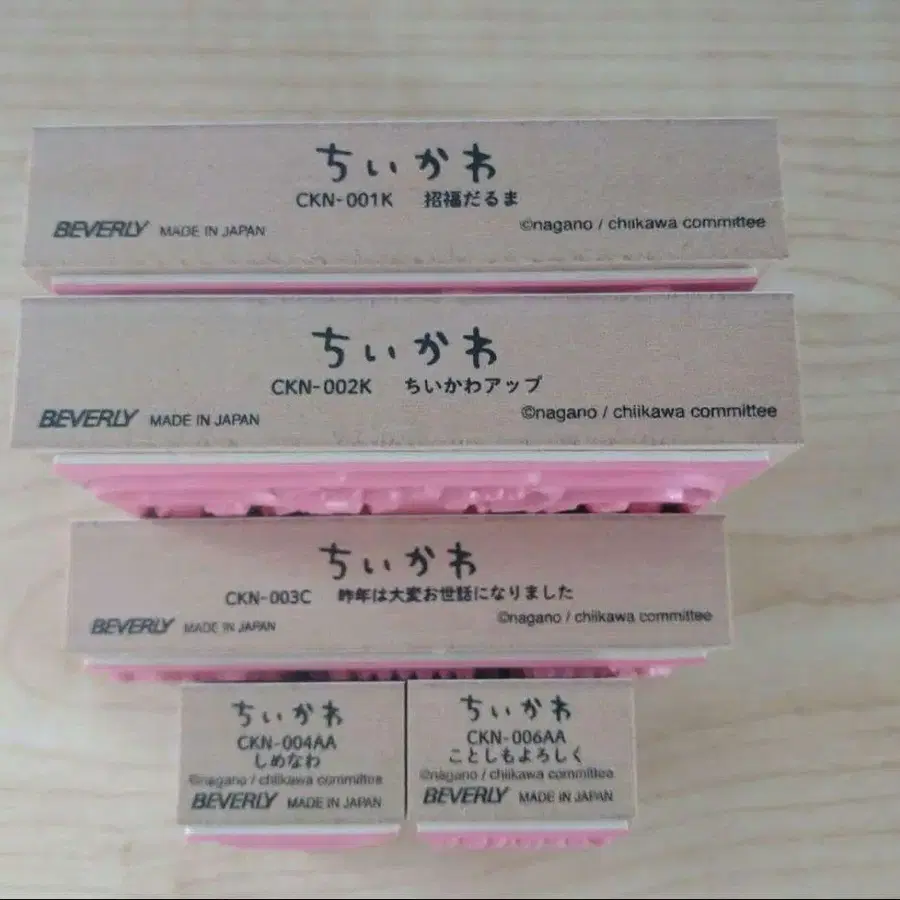 ちいかわ
CKN-001K 招福だるま
BEVERLY MADE IN JAPAN ©nagano / chiikawa committee
ちいかわ
CKN-002K ちいかわアップ
BEVERLY MADE IN JAPAN ©nagano / chiikawa committee
ちいかわ
CKN-003C 昨年は大変お世話になりました
BEVERLY MADE IN JAPAN ©nagano / chiikawa committee
ちいかわ
CKN-004AA
しめなわ
©nagano / chiikawa committee
BEVERLY MADE IN JAPAN
ちいかわ
CKN-006AA
ことしもよろしく
©nagano / chiikawa committee
BEVERLY MADE IN JAPAN